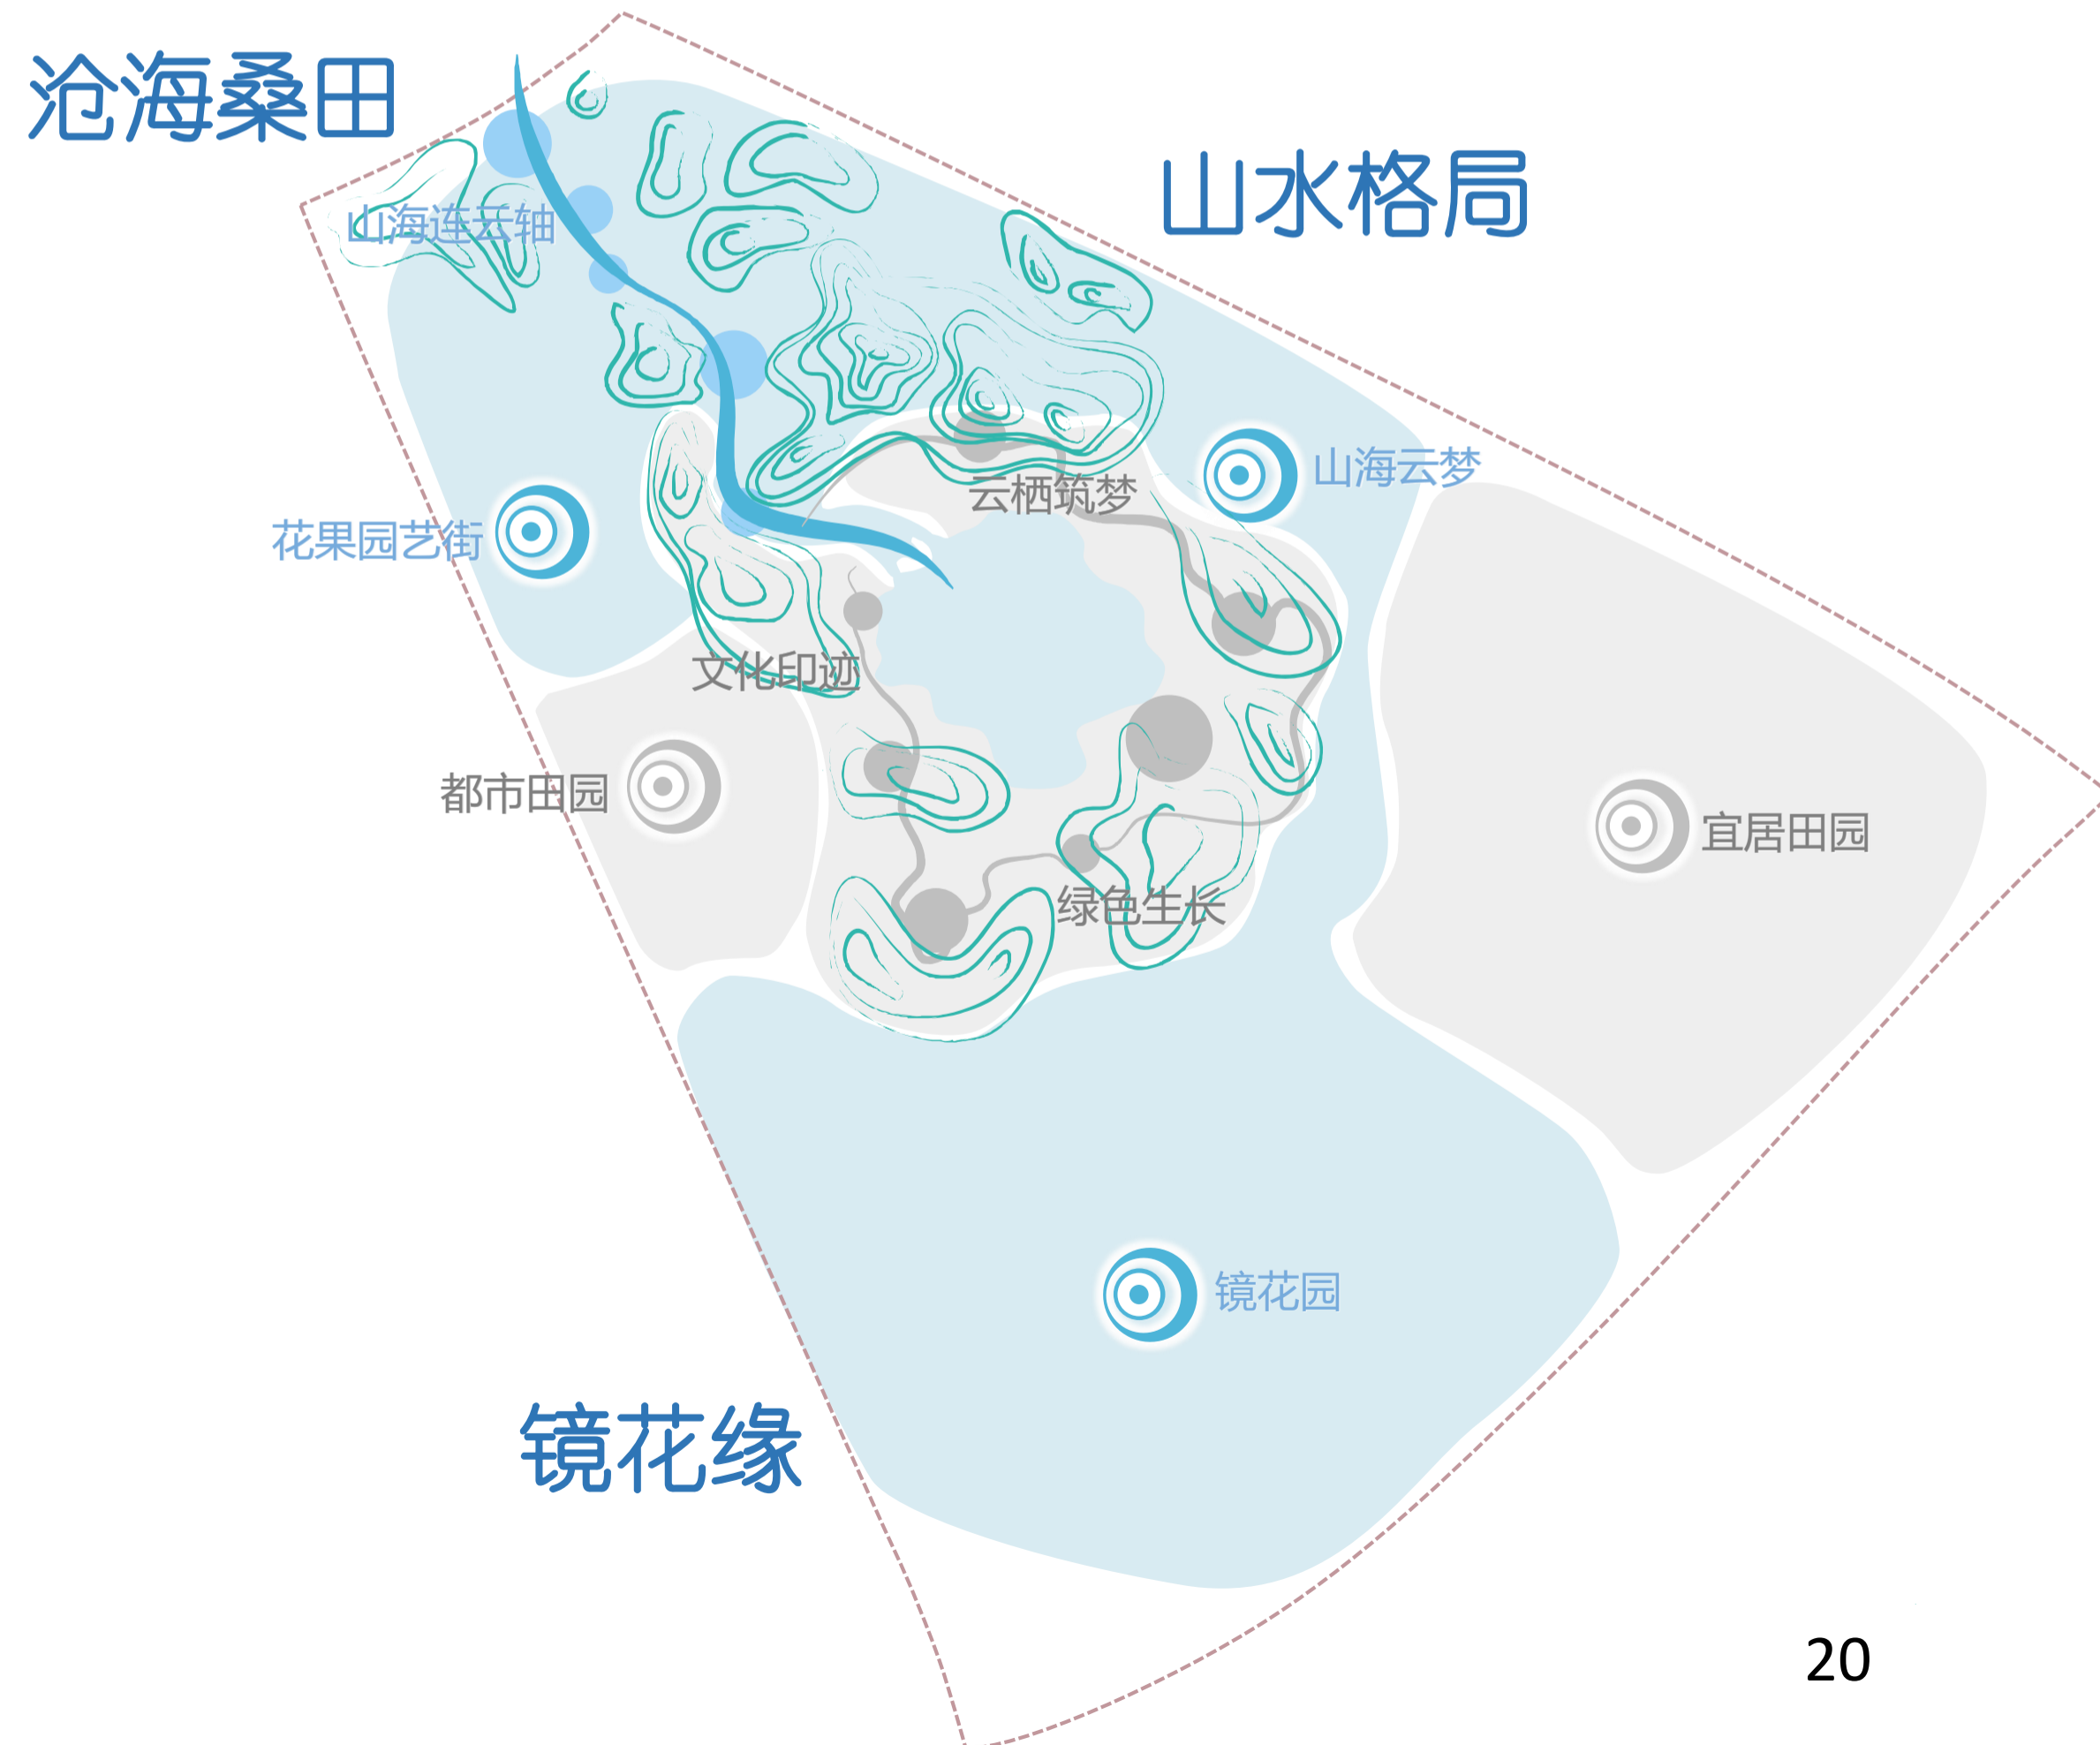 沧海桑田
山水格局
山海连云轴
山海云梦
云栖筑梦
花果园艺街
文化印迹
都市田园
宜居田园
绿色生长
镜花园
镜花缘
20